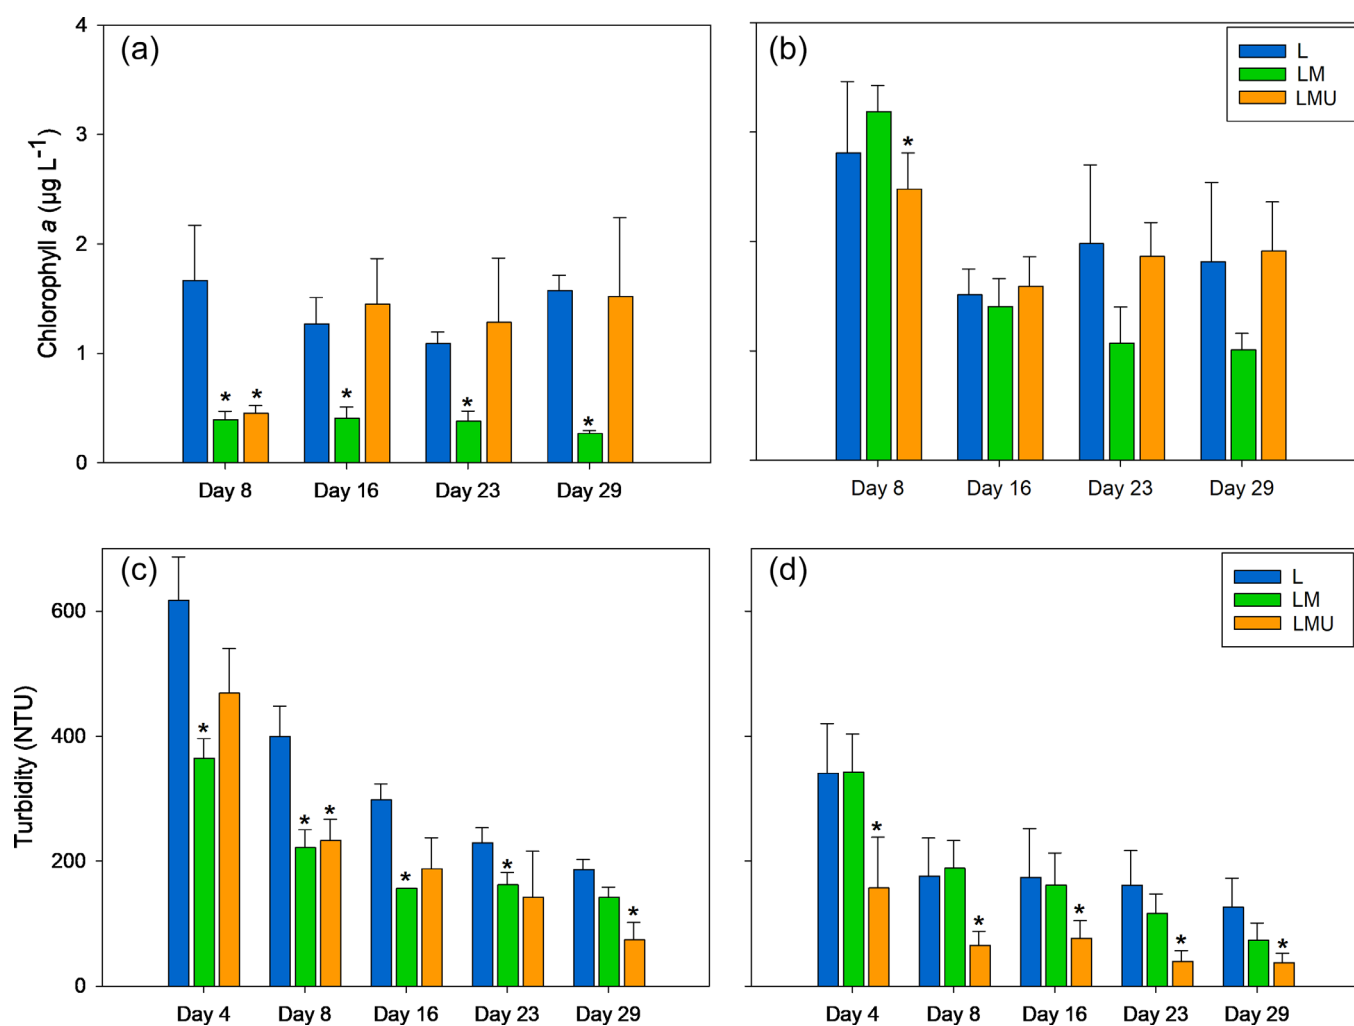 (a)
4
3
2
1
0
Chlorophyll a (µg L⁻¹)
* * * * *
Day 8 Day 16 Day 23 Day 29
(b)
L
LM
LMU
*
Day 8 Day 16 Day 23 Day 29
(c)
600
400
200
0
Turbidity (NTU)
* * * * * *
Day 4 Day 8 Day 16 Day 23 Day 29
(d)
L
LM
LMU
* * * * *
Day 4 Day 8 Day 16 Day 23 Day 29